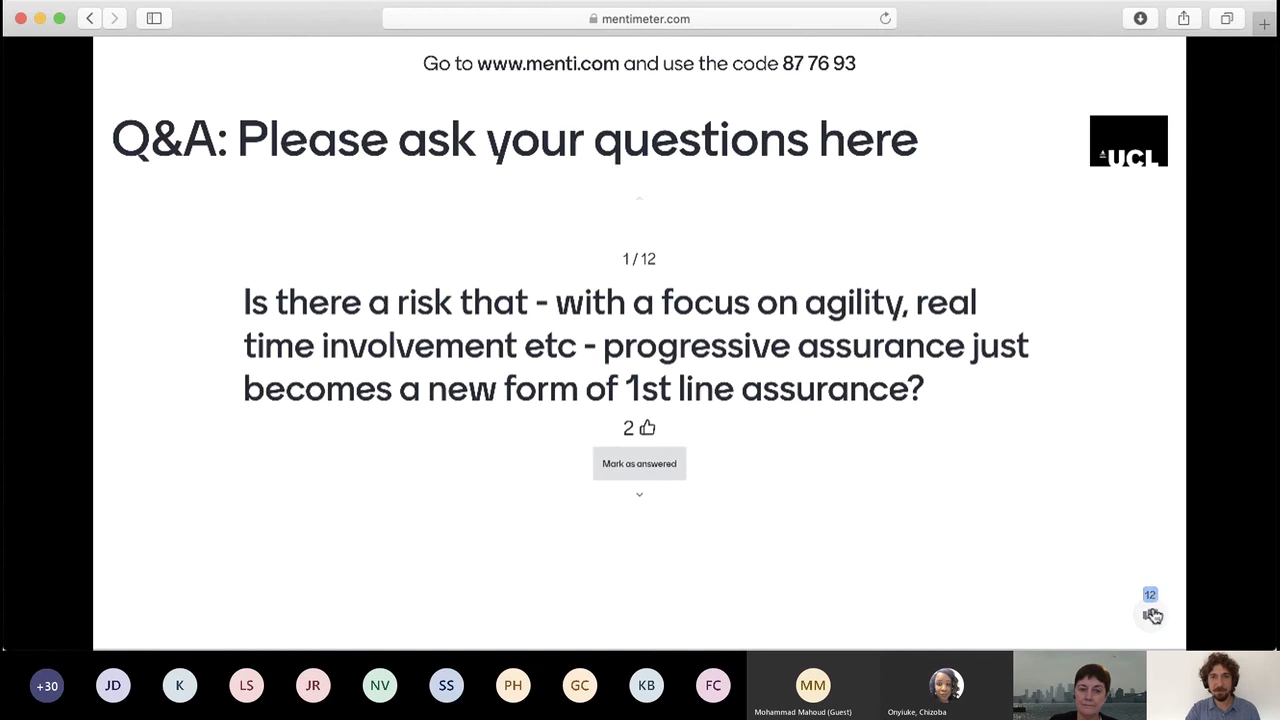 mentimeter.com
Go to www.menti.com and use the code 87 76 93
Q&A: Please ask your questions here
UCL
1 / 12
Is there a risk that - with a focus on agility, real
time involvement etc - progressive assurance just
becomes a new form of 1st line assurance?
2
Mark as answered
12
+30
JD
K
LS
JR
NV
SS
PH
GC
KB
FC
MM
Mohammad Mahoud (Guest)
Onyiuke, Chizoba